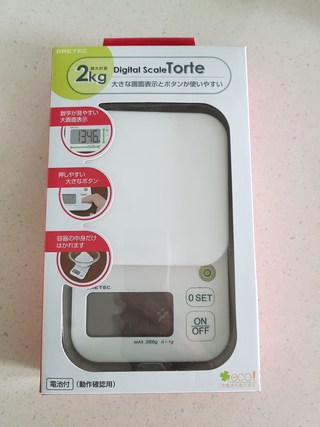 DRETEC
最大計量
2kg
Digital Scale Torte
大きな画面表示とボタンが使いやすい
数字が見やすい
大画面表示
1346
押しやすい
大きなボタン
容器の中身だけ
はかれます
DRETEC
0 SET
ON
OFF
MAX 2000g d=1g
eco!
電池付 (動作確認用)